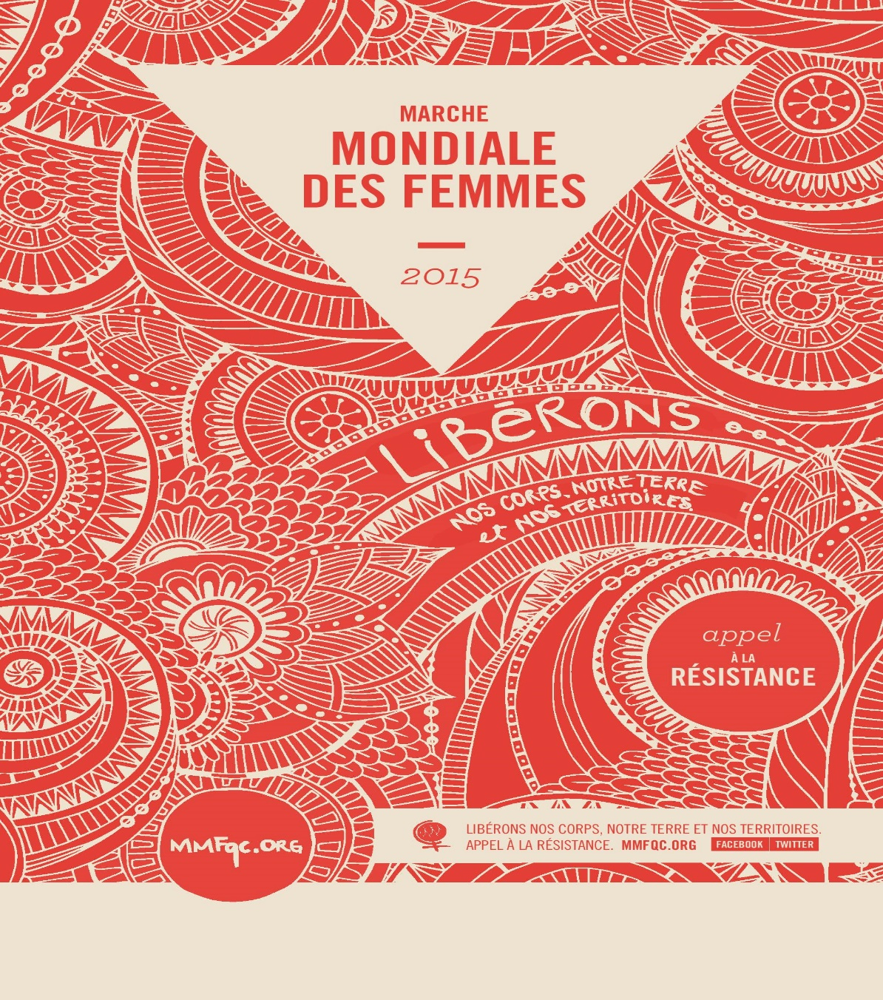 MARCHE
MONDIALE
DES FEMMES
2015
LiBéRONS
NOS CORPS, NOTRE TERRE
et NOS TERRiTOiRES.
appel
À LA
RÉSISTANCE
MMFqc.ORG
LIBÉRONS NOS CORPS, NOTRE TERRE ET NOS TERRITOIRES.
APPEL À LA RÉSISTANCE. MMFQC.ORG FACEBOOK TWITTER